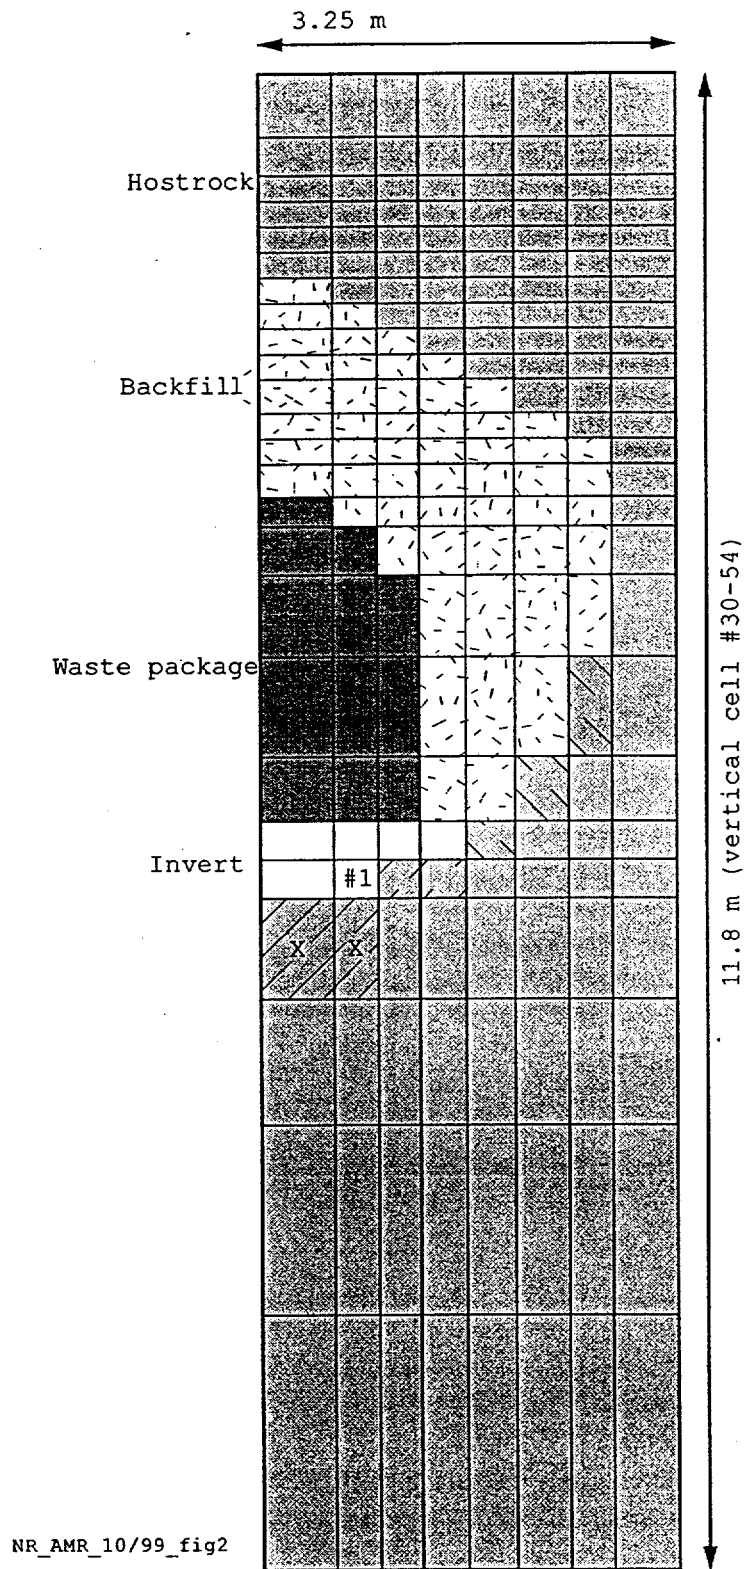 3.25 m
Hostrock
Backfill
Waste package
11.8 m (vertical cell #30-54)
Invert
#1
X X
NR_AMR_10/99_fig2